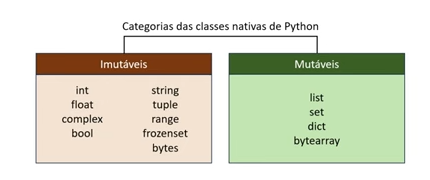 Categorias das classes nativas de Python
Imutáveis
int
float
complex
bool
string
tuple
range
frozenset
bytes
Mutáveis
list
set
dict
bytearray